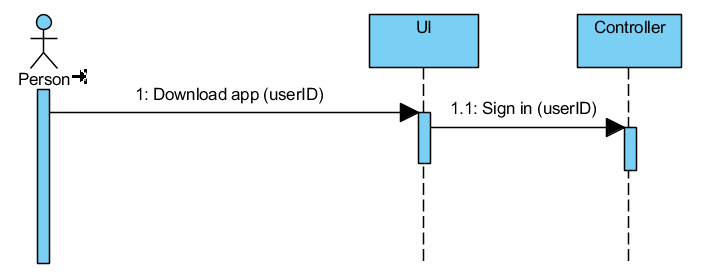 UI
Controller
Person
1: Download app (userID)
1.1: Sign in (userID)